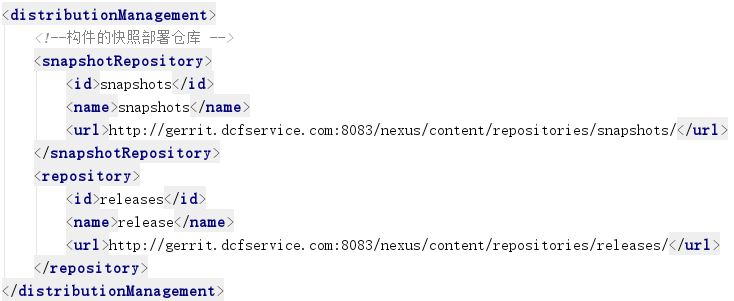 <distributionManagement>
<!--构件的快照部署仓库 -->
<snapshotRepository>
<id>snapshots</id>
<name>snapshots</name>
<url>http://gerrit.dcfservice.com:8083/nexus/content/repositories/snapshots/</url>
</snapshotRepository>
<repository>
<id>releases</id>
<name>release</name>
<url>http://gerrit.dcfservice.com:8083/nexus/content/repositories/releases/</url>
</repository>
</distributionManagement>